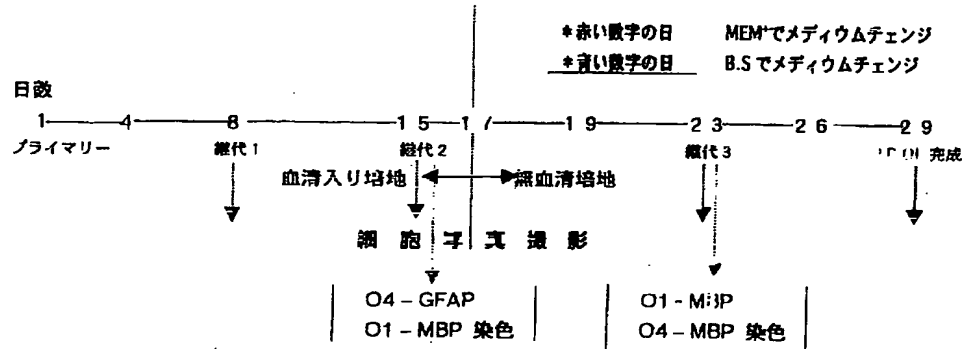 *赤い数字の日 MEM⁺でメディウムチェンジ
*青い数字の日 B.Sでメディウムチェンジ
日数
1 4 8 15 17 19 23 26 29
プライマリー 継代1 継代2 継代3 完成
血清入り培地 無血清培地
細胞写真撮影
O4 – GFAP O1 - MBP
O1 – MBP 染色 O4 – MBP 染色